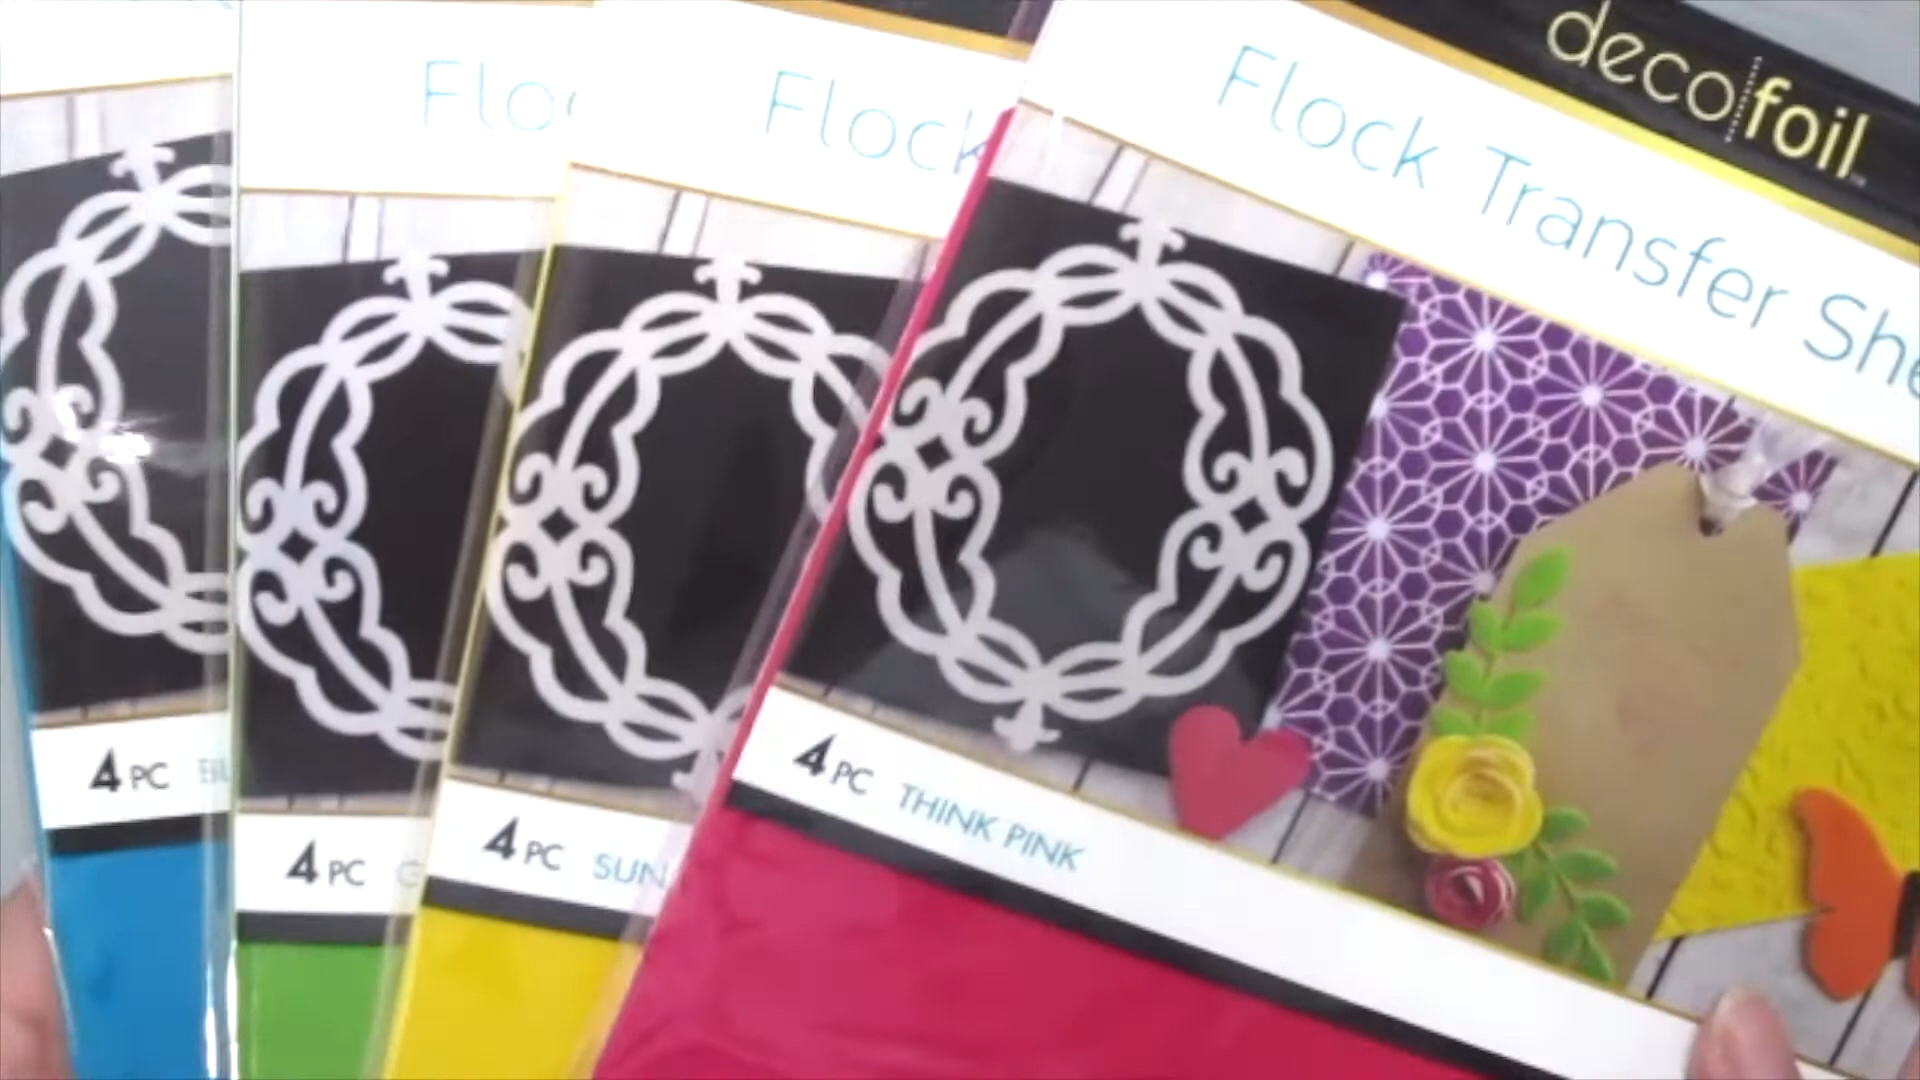 deco foil
Flock Transfer She
Flock
Flo
4 PC THINK PINK
4 PC SUN
4 PC
4 PC